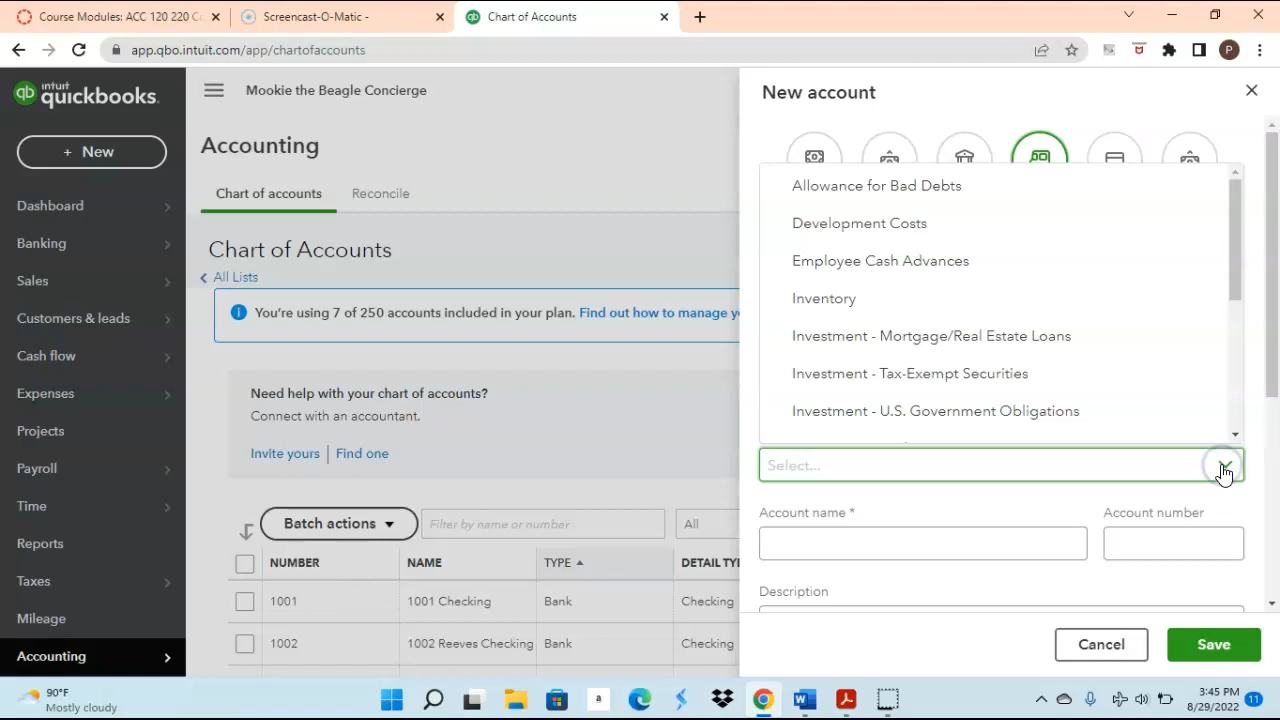 Course Modules: ACC 120 220 Co
Screencast-O-Matic -
Chart of Accounts
app.qbo.intuit.com/app/chartofaccounts
P
qb intuit quickbooks.
Mookie the Beagle Concierge
New account
+ New
Accounting
Chart of accounts
Reconcile
Allowance for Bad Debts
Development Costs
Employee Cash Advances
Inventory
Investment - Mortgage/Real Estate Loans
Investment - Tax-Exempt Securities
Investment - U.S. Government Obligations
Dashboard
Banking
Sales
Customers & leads
Cash flow
Expenses
Projects
Payroll
Time
Reports
Taxes
Mileage
Accounting
Chart of Accounts
All Lists
You're using 7 of 250 accounts included in your plan. Find out how to manage yo
Need help with your chart of accounts?
Connect with an accountant.
Invite yours
Find one
Select...
Account name *
Account number
Description
Batch actions
Filter by name or number
All
NUMBER
NAME
TYPE
DETAIL TY
1001
1001 Checking
Bank
Checking
1002
1002 Reeves Checking
Bank
Checking
Cancel
Save
90°F
Mostly cloudy
a
3:45 PM
8/29/2022
11